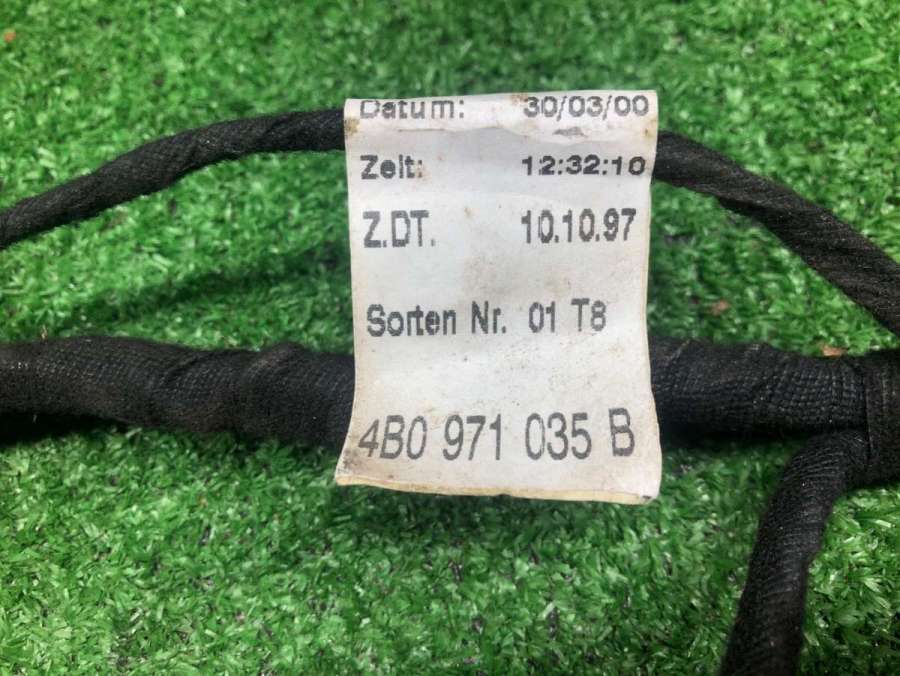 Datum: 30/03/00
Zeit: 12:32:10
Z.DT. 10.10.97
Sorten Nr. 01 T8
4B0 971 035 B